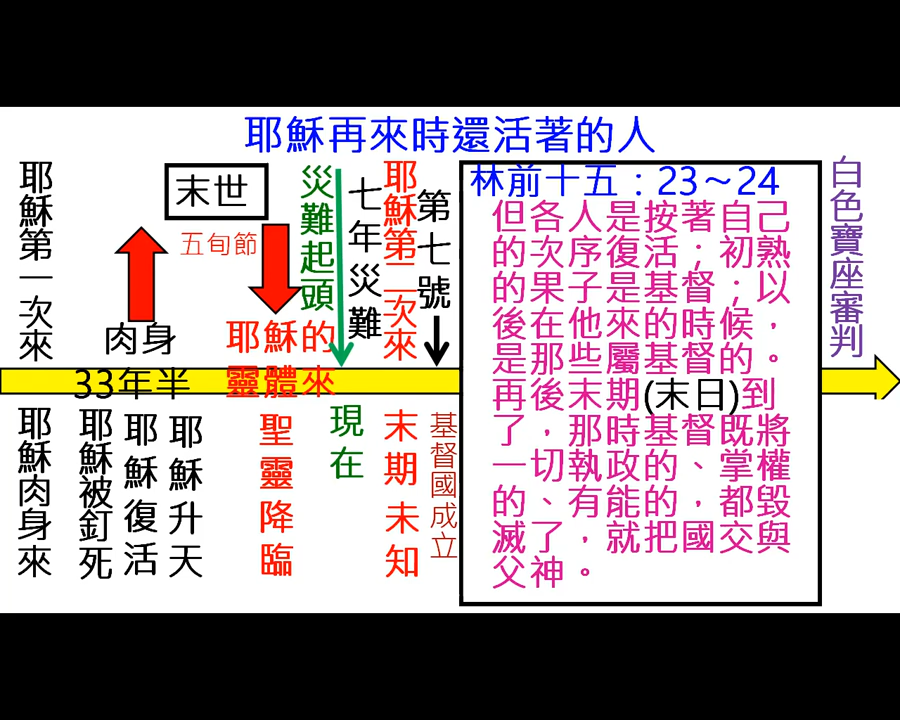 耶穌再來時還活著的人
耶穌第一次來
末世
五旬節
肉身
耶穌的
靈體來
災難起頭
七年災難
耶穌第二次來
第七號
33年半
耶穌肉身來
耶穌被釘死
耶穌復活
耶穌升天
聖靈降臨
現在
末期未知
基督國成立
林前十五：23～24
但各人是按著自己
的次序復活；初熟
的果子是基督；以
後在他來的時候，
是那些屬基督的。
再後末期(末日)到
了，那時基督既將
一切執政的、掌權
的、有能的，都毀
滅了，就把國交與
父神。
白色寶座審判